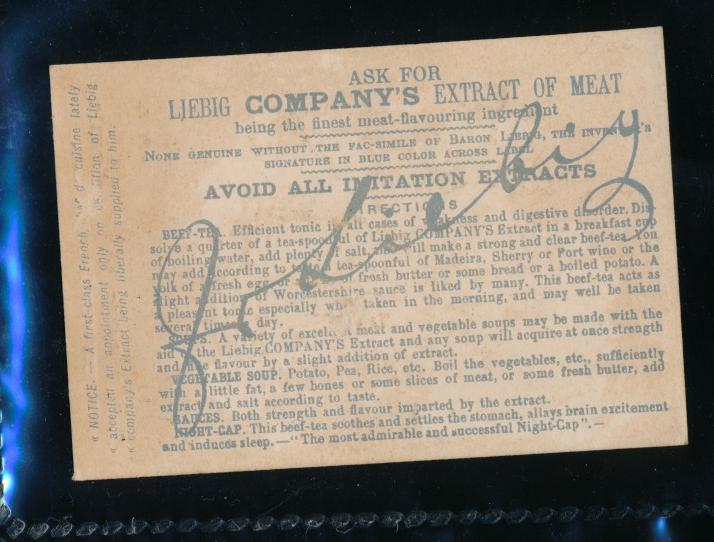 ASK FOR
LIEBIG COMPANY'S EXTRACT OF MEAT
being the finest meat-flavouring ingredient
NONE GENUINE WITHOUT THE FAC-SIMILE OF BARON LIEBIG, THE INVENTOR'S
SIGNATURE IN BLUE COLOR ACROSS LABEL
AVOID ALL IMITATION EXTRACTS
DIRECTIONS
BEEF-TEA. Efficient tonic in all cases of weakness and digestive disorder. Dis-
solve a quarter of a tea-spoonful of Liebig COMPANY'S Extract in a breakfast cup
of boiling water, add plenty of salt, and will make a strong and clear beef-tea. You
may add according to tea-spoonful of Madeira, Sherry or Port wine or the
yolk of a fresh egg or of fresh butter or some bread or a boiled potato. A
slight addition of Worcestershire sauce is liked by many. This beef-tea acts as
a pleasant tonic especially when taken in the morning, and may well be taken
several times a day.
SOUPS. A variety of excellent meat and vegetable soups may be made with the
aid of the Liebig COMPANY'S Extract and any soup will acquire at once strength
and fine flavour by a slight addition of extract.
VEGETABLE SOUP. Potato, Pea, Rice, etc. Boil the vegetables, etc., sufficiently
with a little fat, a few bones or some slices of meat, or some fresh butter, add
extract and salt according to taste.
SAUCES. Both strength and flavour imparted by the extract.
NIGHT-CAP. This beef-tea soothes and settles the stomach, allays brain excitement
and induces sleep. — "The most admirable and successful Night-Cap". —
« NOTICE. — A first-class French de cuisine lately
« accepted an appointment only on condition of Liebig
« company's Extract being liberally supplied to him.
J v Liebig